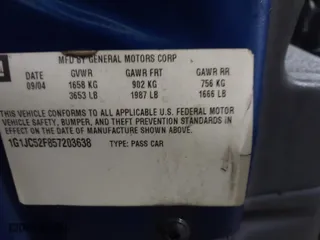 MFD BY GENERAL MOTORS CORP
DATE GVWR GAWR FRT GAWR RR
09/04 1658 KG 902 KG 756 KG
3653 LB 1987 LB 1666 LB
THIS VEHICLE CONFORMS TO ALL APPLICABLE U.S. FEDERAL MOTOR
VEHICLE SAFETY, BUMPER, AND THEFT PREVENTION STANDARDS IN
EFFECT ON THE DATE OF MANUFACTURE SHOWN ABOVE.
1G1JC52F857203638 TYPE: PASS CAR